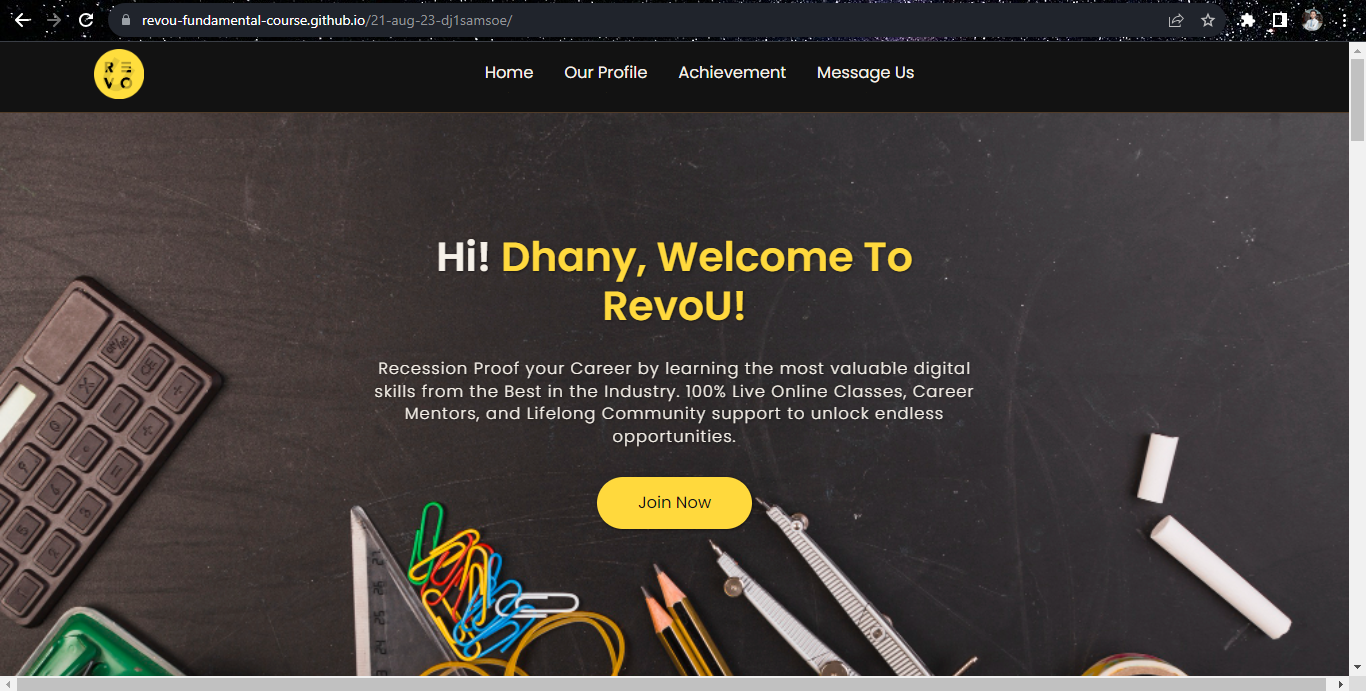 revou-fundamental-course.github.io/21-aug-23-dj1samsoe/
RE
VO
Home Our Profile Achievement Message Us
Hi! Dhany, Welcome To
RevoU!
Recession Proof your Career by learning the most valuable digital
skills from the Best in the Industry. 100% Live Online Classes, Career
Mentors, and Lifelong Community support to unlock endless
opportunities.
Join Now